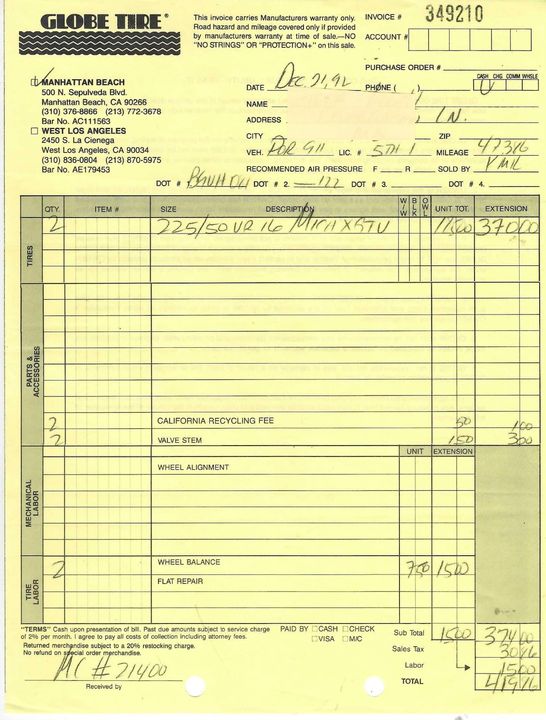 GLOBE TIRE®
This invoice carries Manufacturers warranty only.
Road hazard and mileage covered only if provided
by manufacturers warranty at time of sale.—NO
"NO STRINGS" OR "PROTECTION+" on this sale.
INVOICE # 349210
ACCOUNT #
PURCHASE ORDER #
CASH CHG COMM WHSLE
MANHATTAN BEACH
500 N. Sepulveda Blvd.
Manhattan Beach, CA 90266
(310) 376-8866 (213) 772-3678
Bar No. AC111563
WEST LOS ANGELES
2450 S. La Cienega
West Los Angeles, CA 90034
(310) 836-0804 (213) 870-5975
Bar No. AE179453
DATE Dec. 21, 92 PHONE ( )
NAME
ADDRESS
CITY ZIP
VEH. POR 911 LIC. # MILEAGE 47316
RECOMMENDED AIR PRESSURE F R SOLD BY
DOT # 1 DOT # 2 DOT # 3. DOT # 4.
QTY. ITEM # SIZE DESCRIPTION W/W BLK OWL UNIT TOT. EXTENSION
TIRES
2 225/50 VR 16 370 00
PARTS & ACCESSORIES
2 CALIFORNIA RECYCLING FEE 50 1 00
2 VALVE STEM 1 50 3 00
UNIT EXTENSION
MECHANICAL LABOR
WHEEL ALIGNMENT
TIRE LABOR
2 WHEEL BALANCE 7 50 15 00
FLAT REPAIR
"TERMS" Cash upon presentation of bill. Past due amounts subject to service charge
of 2% per month. I agree to pay all costs of collection including attorney fees.
Returned merchandise subject to a 20% restocking charge.
No refund on special order merchandise.
PAID BY CASH CHECK
VISA M/C
Sub Total 15 00 374 00
Sales Tax 30 16
Labor 15 00
TOTAL 419 16
MC # 21400
Received by